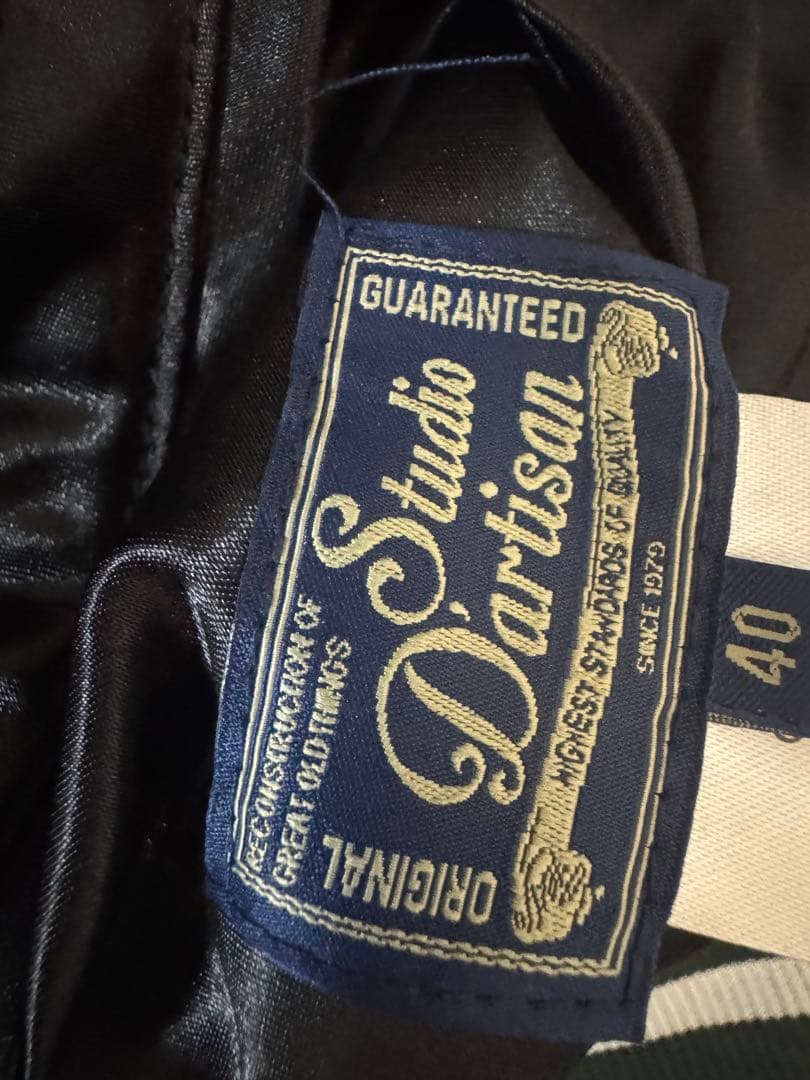 RECONSTRUCTION OF
GREAT OLD THINGS
ORIGINAL
GUARANTEED
Studio
D'artisan
HIGHEST STANDARDS OF QUALITY
SINCE 1979
40